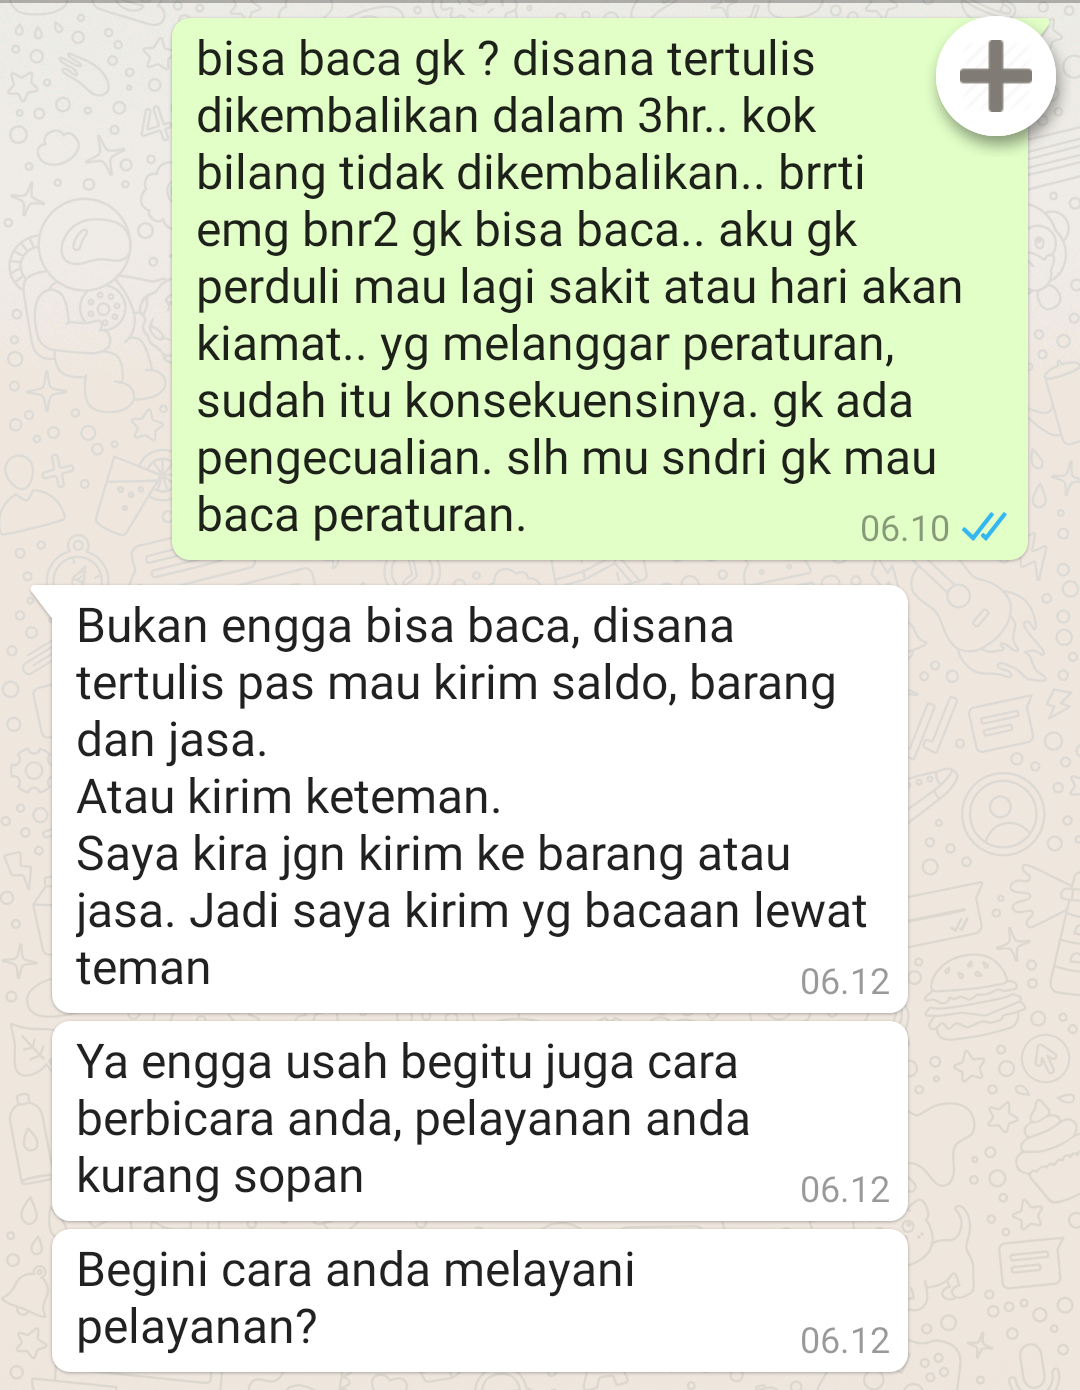 bisa baca gk ? disana tertulis
dikembalikan dalam 3hr.. kok
bilang tidak dikembalikan.. brrti
emg bnr2 gk bisa baca.. aku gk
perduli mau lagi sakit atau hari akan
kiamat.. yg melanggar peraturan,
sudah itu konsekuensinya. gk ada
pengecualian. slh mu sndri gk mau
baca peraturan.
06.10
Bukan engga bisa baca, disana
tertulis pas mau kirim saldo, barang
dan jasa.
Atau kirim keteman.
Saya kira jgn kirim ke barang atau
jasa. Jadi saya kirim yg bacaan lewat
teman
06.12
Ya engga usah begitu juga cara
berbicara anda, pelayanan anda
kurang sopan
06.12
Begini cara anda melayani
pelayanan?
06.12